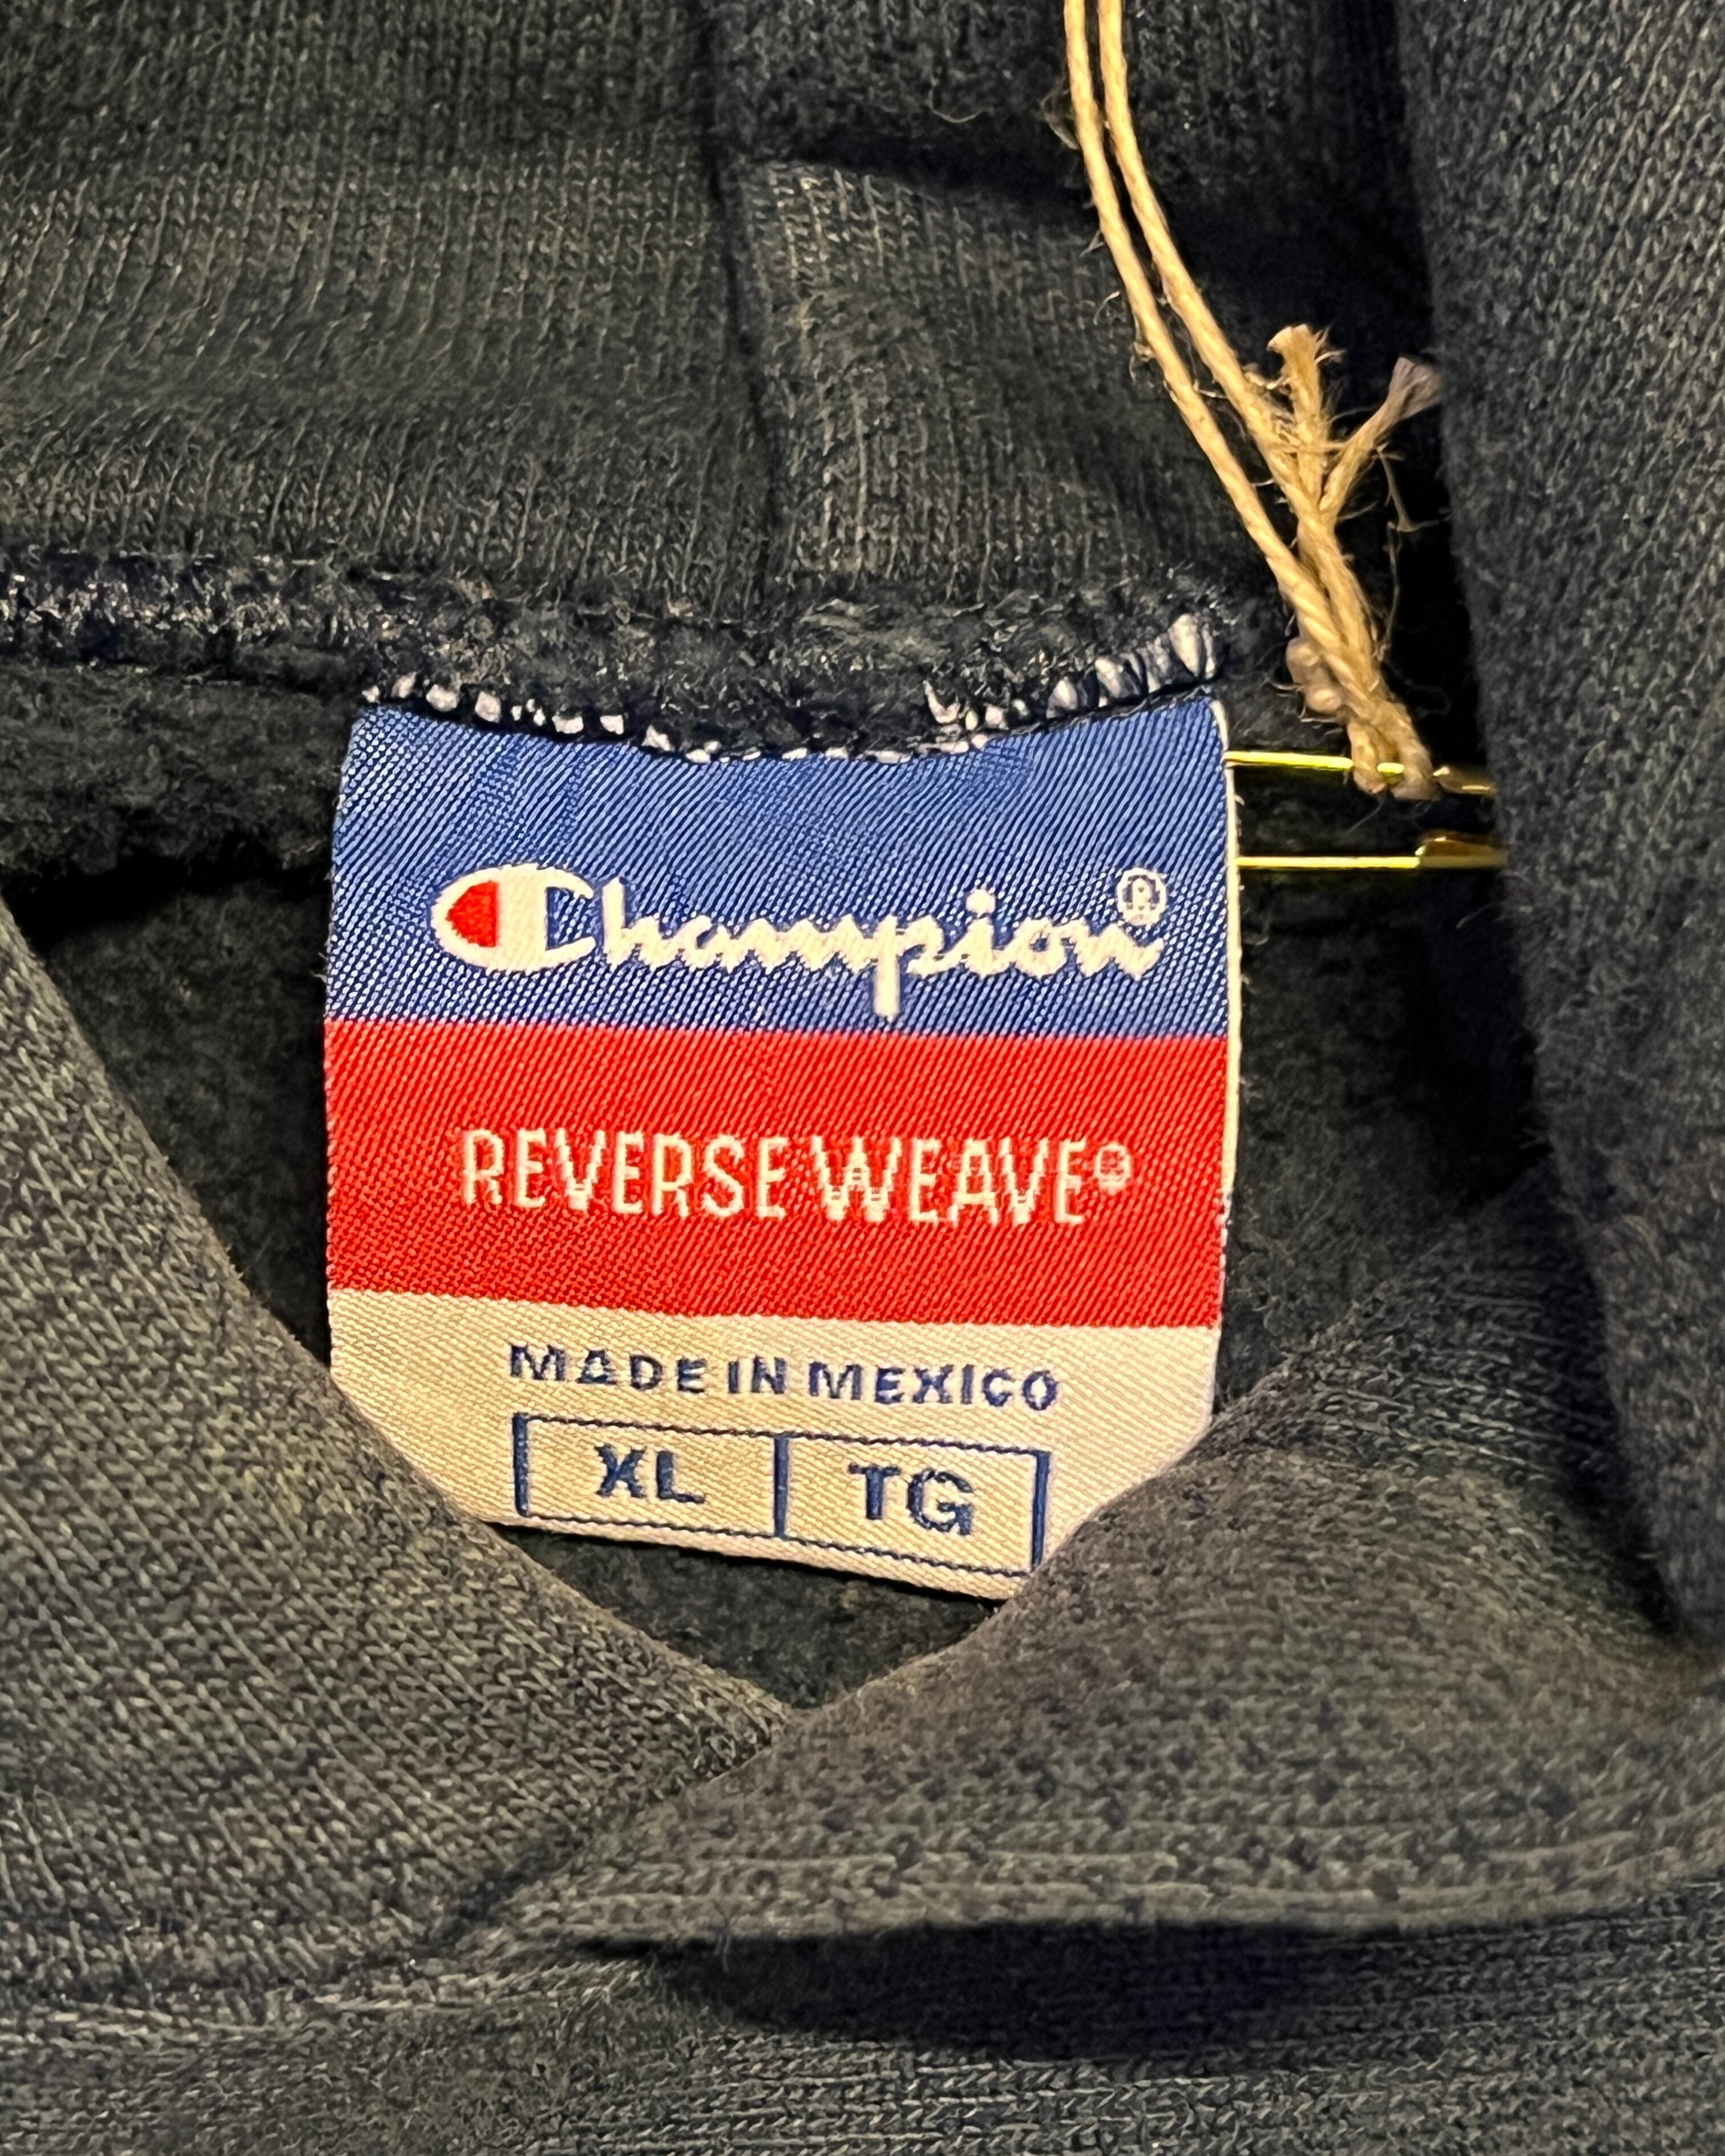 Champion®
REVERSE WEAVE®
MADE IN MEXICO
XL TG